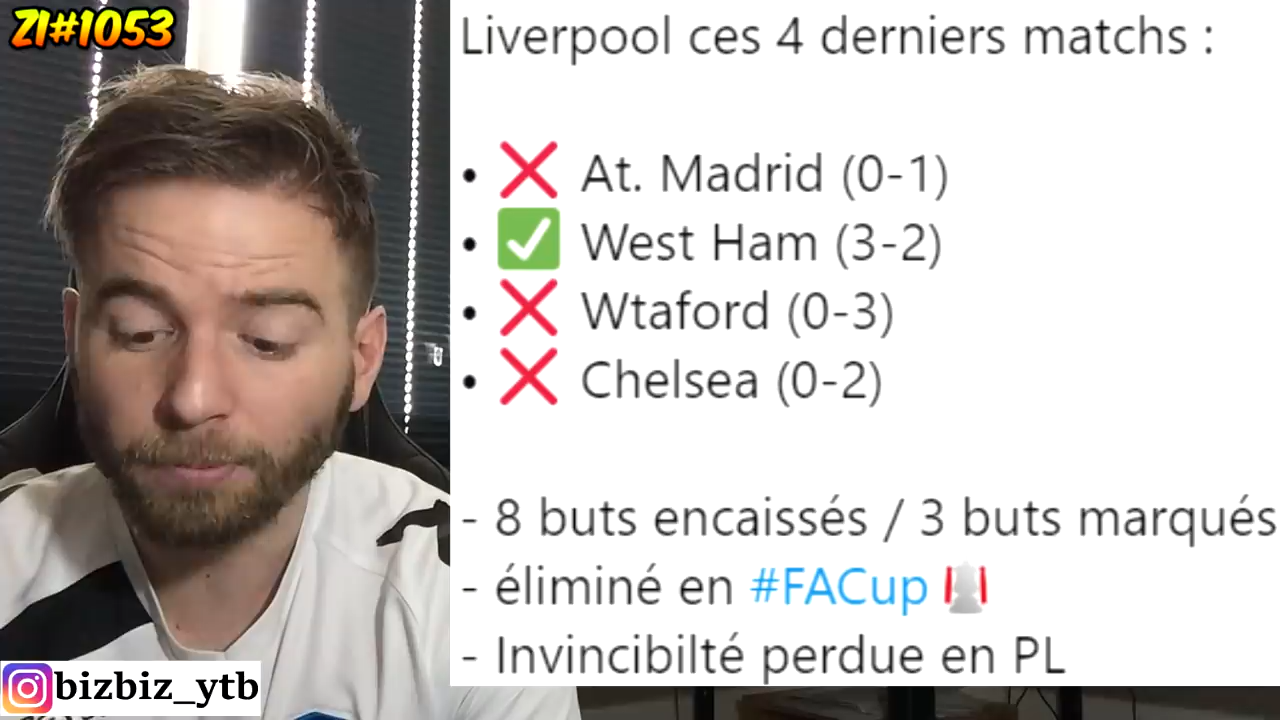 ZI#1053
Liverpool ces 4 derniers matchs :
• ❌ At. Madrid (0-1)
• ✅ West Ham (3-2)
• ❌ Wtaford (0-3)
• ❌ Chelsea (0-2)
- 8 buts encaissés / 3 buts marqués
- éliminé en #FACup
- Invincibilté perdue en PL
bizbiz_ytb